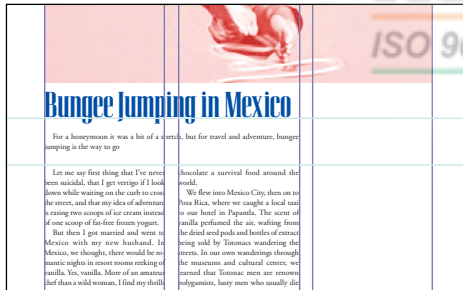 ISO 90
Bungee Jumping in Mexico
For a honeymoon it was a bit of a stretch, but for travel and adventure, bungee
jumping is the way to go
Let me say first thing that I've never
been suicidal, that I get vertigo if I look
down while waiting on the curb to cross
the street, and that my idea of adventure
is eating two scoops of ice cream instead
of one scoop of fat-free frozen yogurt.
But then I got married and went to
Mexico with my new husband. In
Mexico, we thought, there would be ro-
mantic nights in resort rooms reeking of
vanilla. Yes, vanilla. More of an amateur
chef than a wild woman, I find my thrills
chocolate a survival food around the
world.
We flew into Mexico City, then on to
Poza Rica, where we caught a local taxi
to our hotel in Papantla. The scent of
vanilla perfumed the air, wafting from
the dried seed pods and bottles of extract
being sold by Totonacs wandering the
streets. In our own wanderings through
the museums and cultural center, we
learned that Totonac men are renown
polygamists, lusty men who usually die